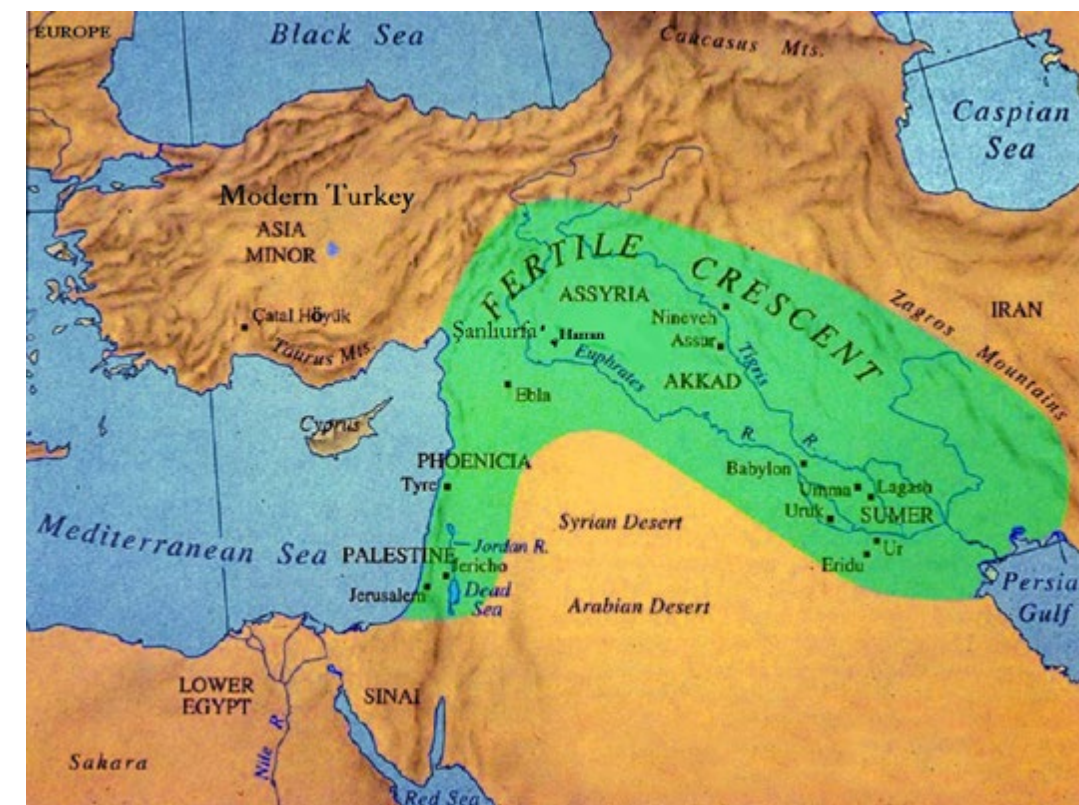 EUROPE
Black Sea
Caucasus Mts.
Caspian
Sea
Modern Turkey
ASIA
MINOR
FERTILE CRESCENT
ASSYRIA
Zagros
Mountains
IRAN
Çatal Höyük
Taurus Mts.
Şanlıurfa
Harran
Nineveh
Assur
Tigris
R.
Euphrates
R.
AKKAD
Ebla
Cyprus
PHOENICIA
Tyre
Babylon
Umma
Lagash
Uruk
SUMER
Ur
Eridu
Syrian Desert
Mediterranean Sea
PALESTINE
Jordan R.
Jericho
Jerusalem
Dead
Sea
Arabian Desert
Persia
Gulf
LOWER
EGYPT
SINAI
Nile R.
Sahara
Red Sea